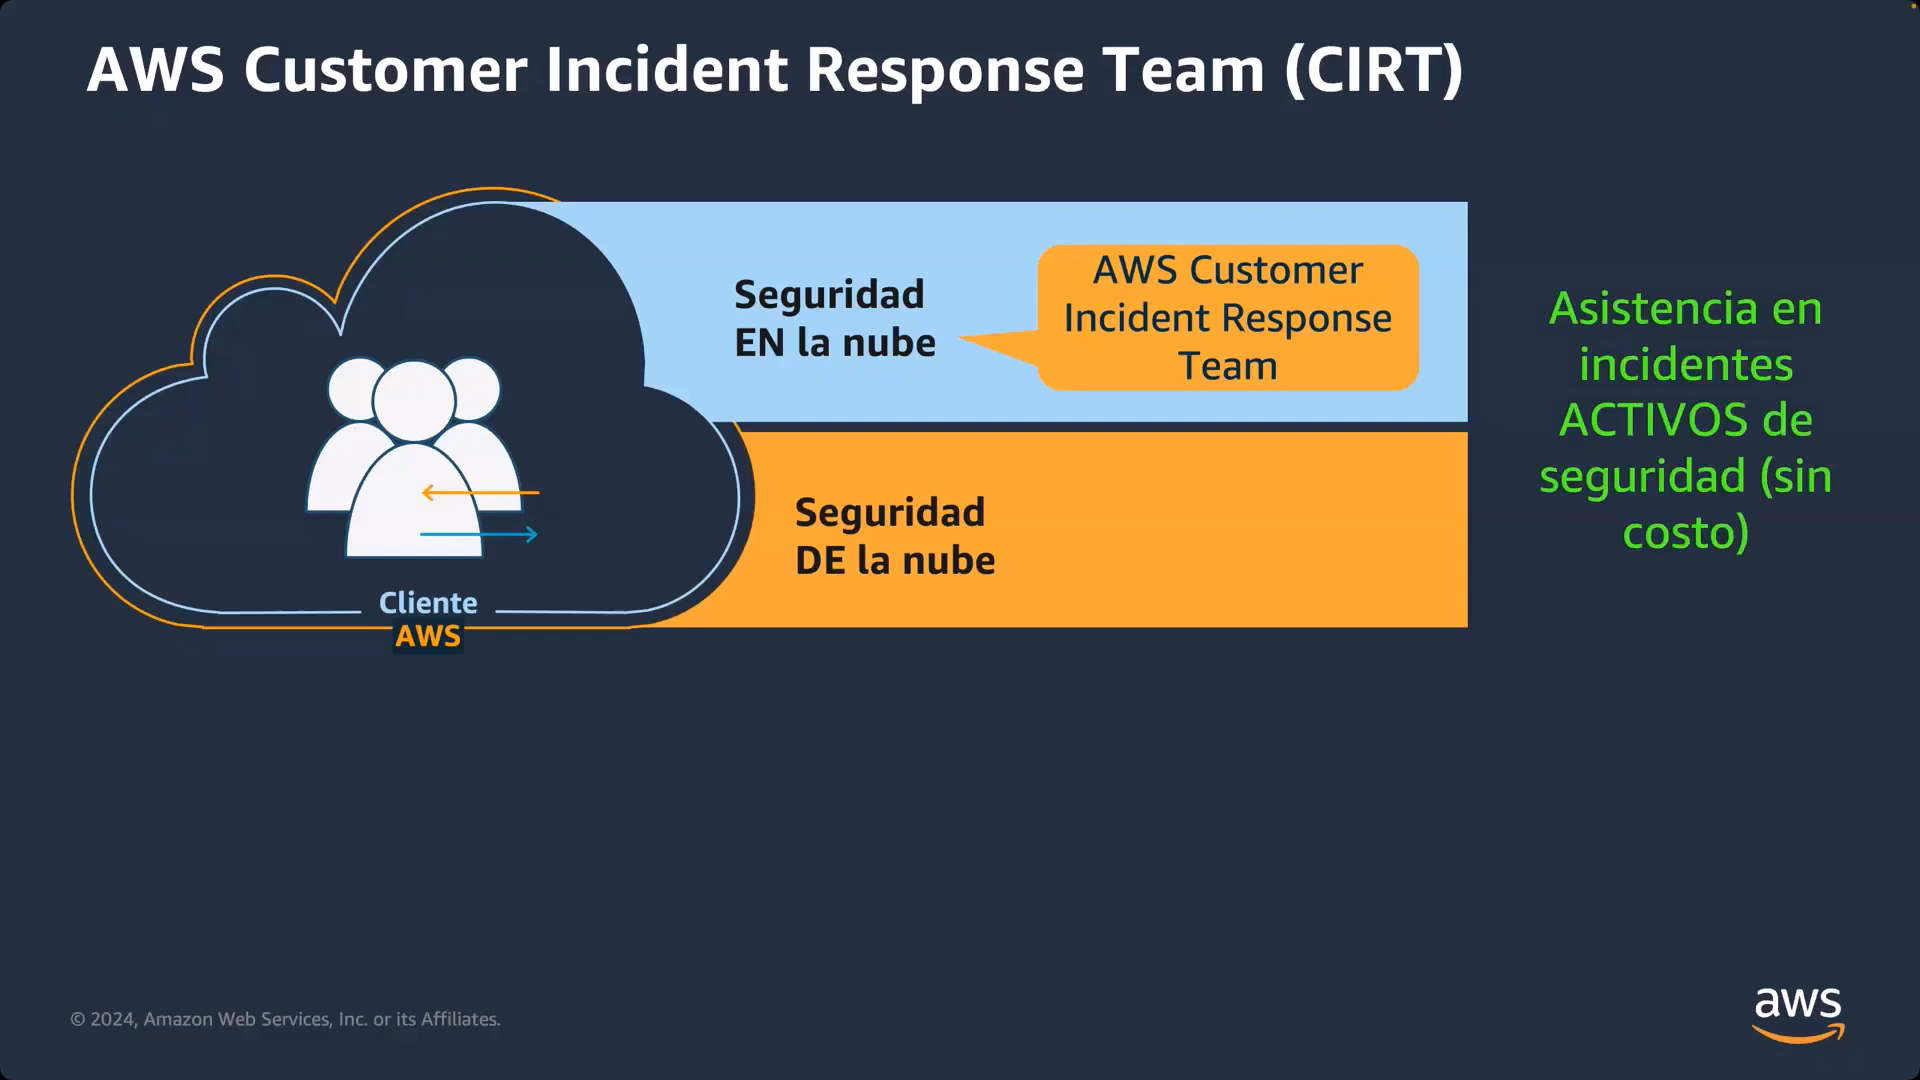 AWS Customer Incident Response Team (CIRT)
Seguridad
EN la nube
AWS Customer
Incident Response
Team
Asistencia en
incidentes
ACTIVOS de
seguridad (sin
costo)
Seguridad
DE la nube
Cliente
AWS
© 2024, Amazon Web Services, Inc. or its Affiliates.
aws